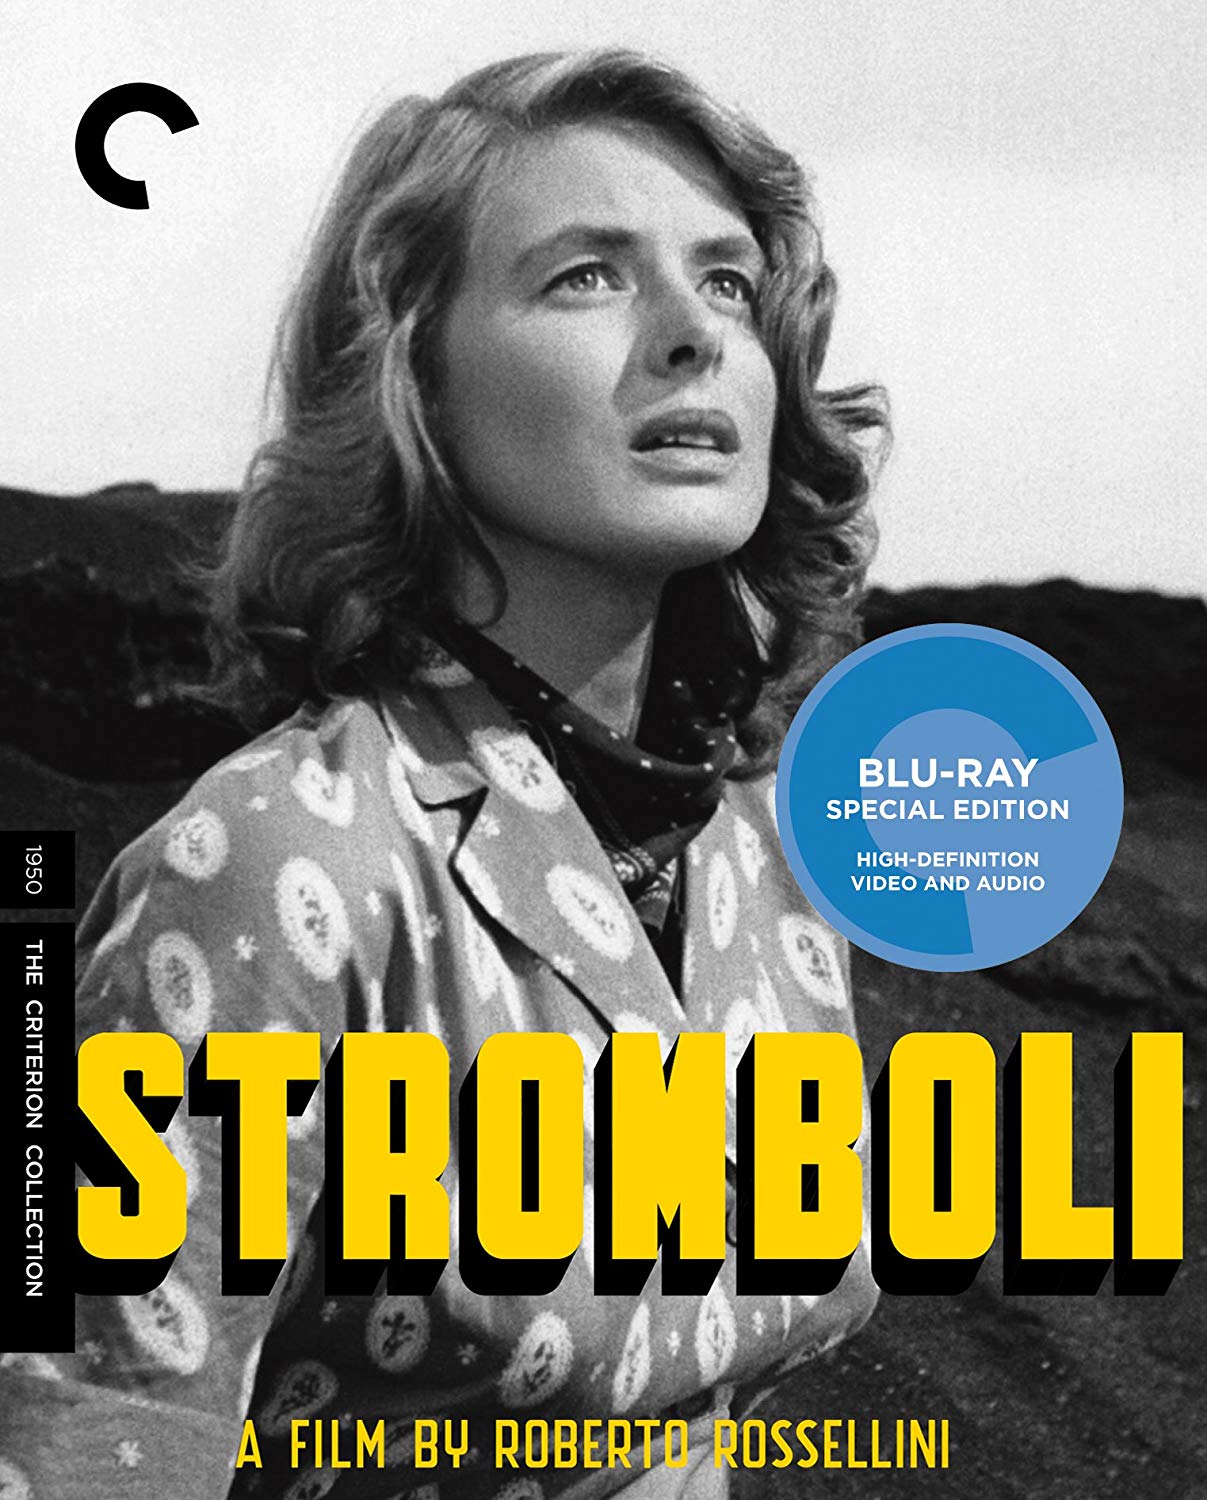 BLU-RAY
SPECIAL EDITION
HIGH-DEFINITION
VIDEO AND AUDIO
1950
THE CRITERION COLLECTION
STROMBOLI
A FILM BY ROBERTO ROSSELLINI